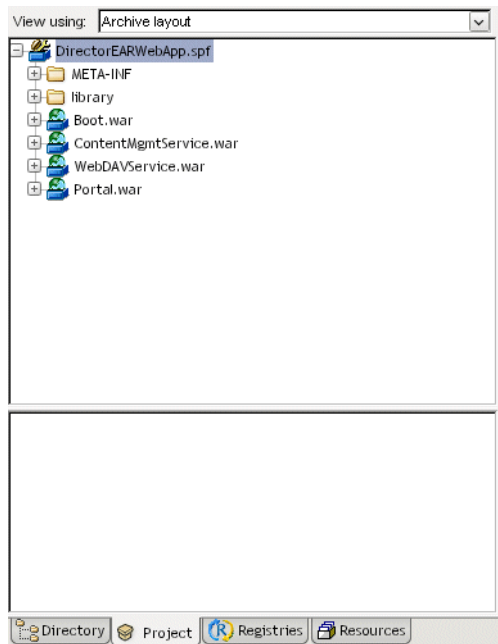 View using: Archive layout
DirectorEARWebApp.spf
META-INF
library
Boot.war
ContentMgmtService.war
WebDAVService.war
Portal.war
Directory Project Registries Resources